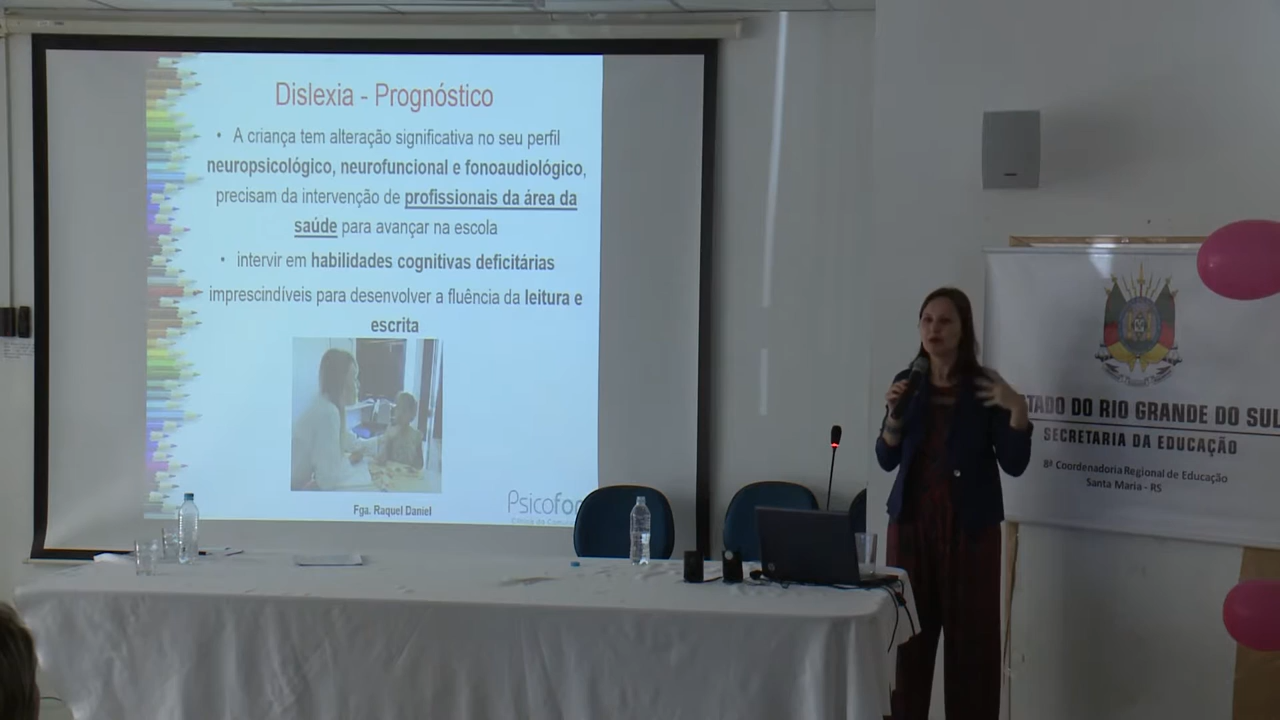 Dislexia - Prognóstico
• A criança tem alteração significativa no seu perfil
neuropsicológico, neurofuncional e fonoaudiológico,
precisam da intervenção de profissionais da área da
saúde para avançar na escola
• intervir em habilidades cognitivas deficitárias
imprescindíveis para desenvolver a fluência da leitura e
escrita
Fga. Raquel Daniel
Psicofon
TADO DO RIO GRANDE DO SUL
SECRETARIA DA EDUCAÇÃO
8ª Coordenadoria Regional de Educação
Santa Maria - RS